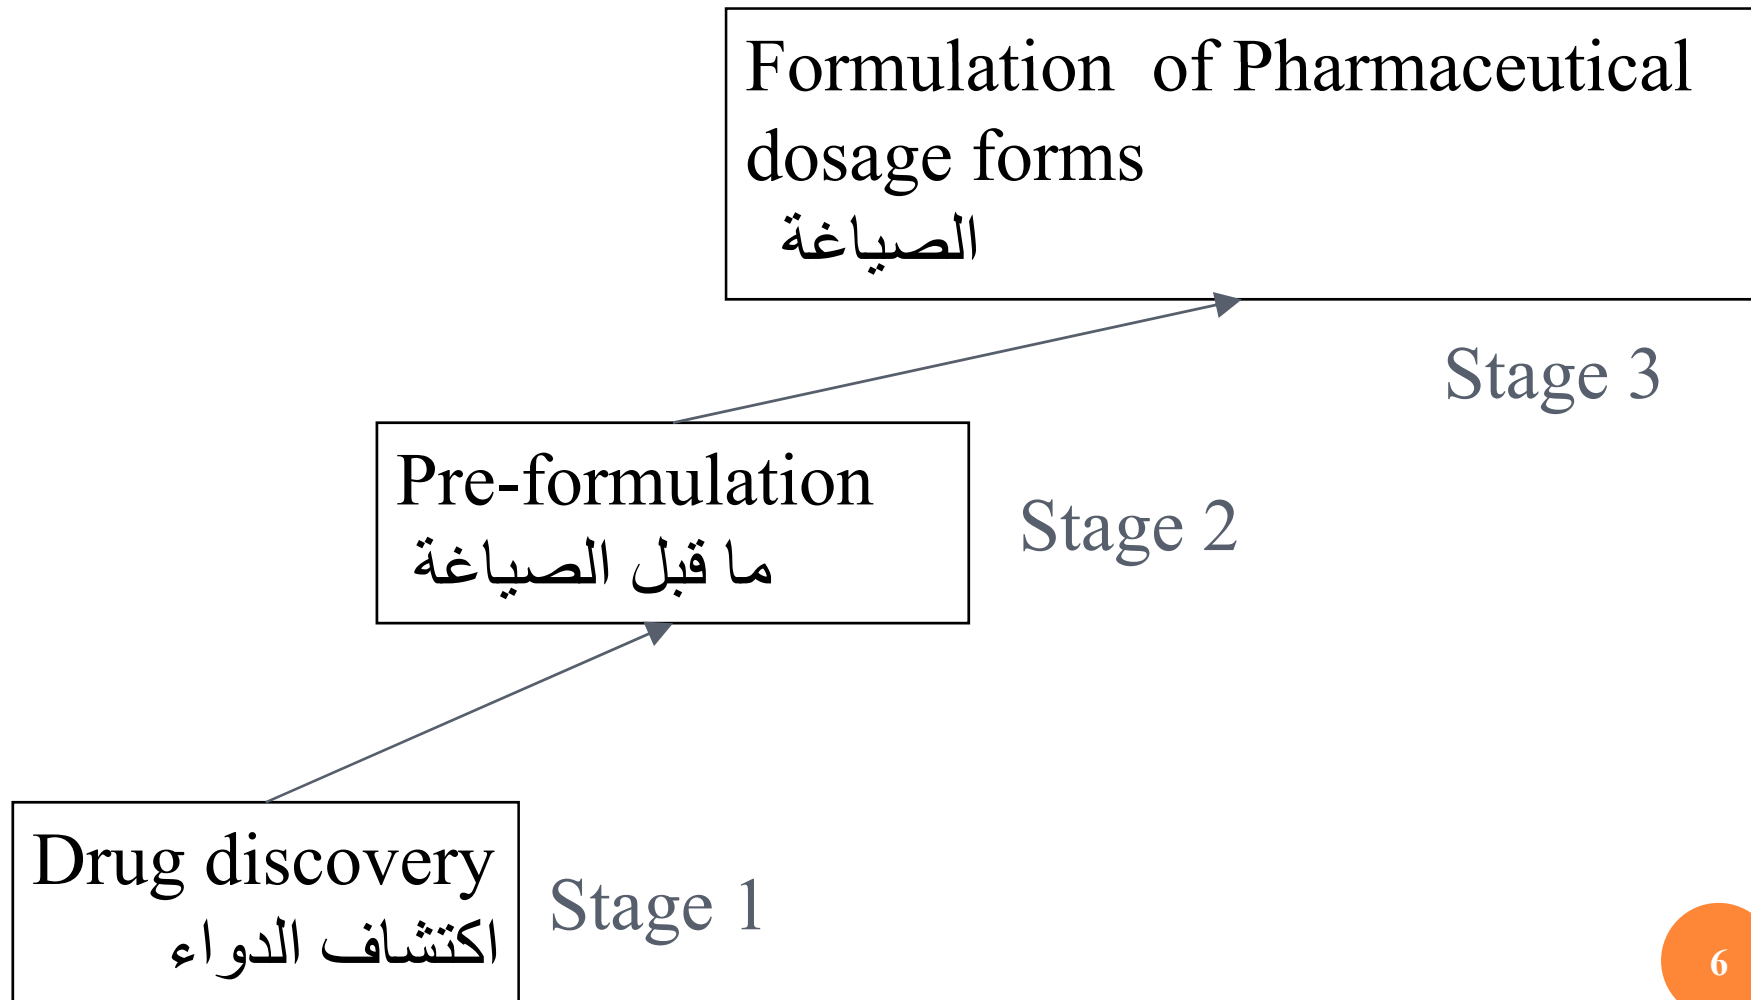 Formulation of Pharmaceutical
dosage forms
الصياغة
Stage 3
Pre-formulation
ما قبل الصياغة
Stage 2
Drug discovery
اكتشاف الدواء
Stage 1
6